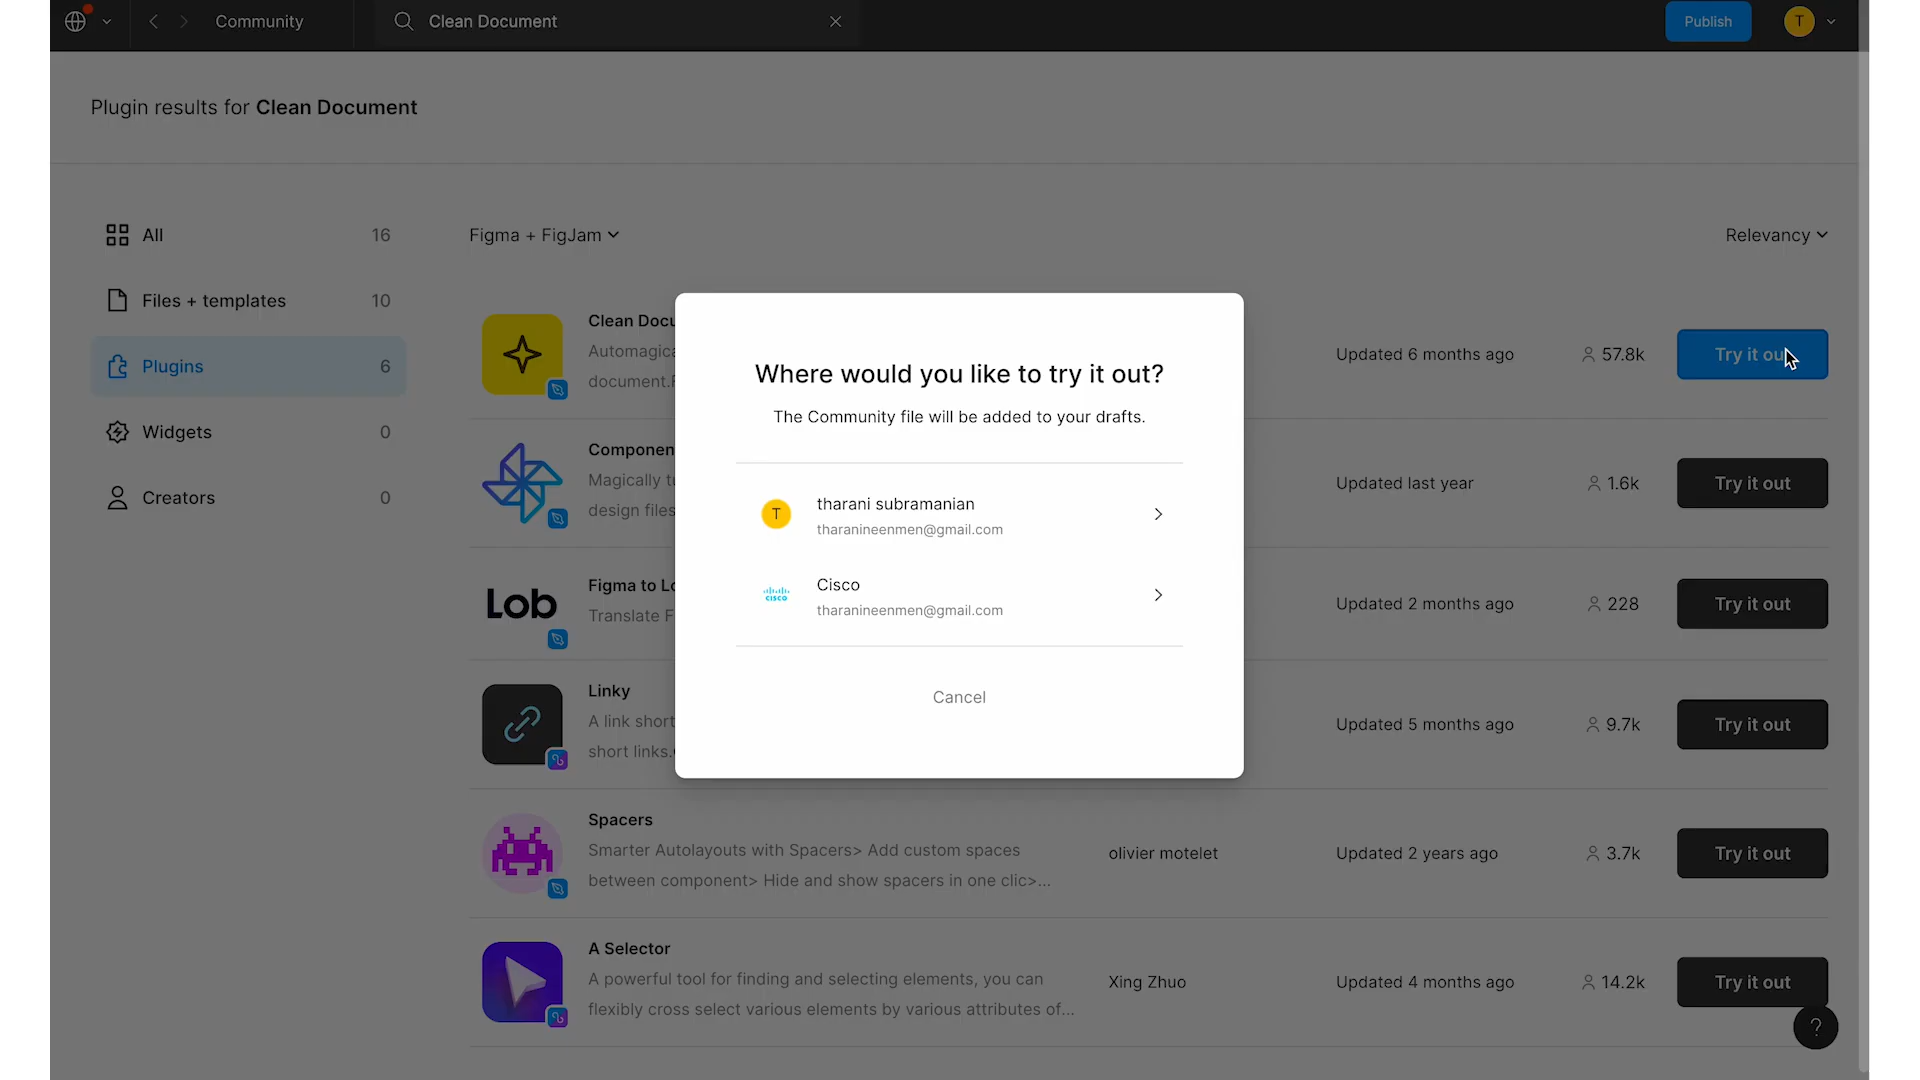 Community
Clean Document
Publish
T
Plugin results for Clean Document
All 16
Files + templates 10
Plugins 6
Widgets 0
Creators 0
Figma + FigJam
Relevancy
Clean Docu
Automagica
document.F
Updated 6 months ago
57.8k
Try it out
Componen
Magically tu
design files
Updated last year
1.6k
Try it out
Lob
Figma to Lo
Translate F
Updated 2 months ago
228
Try it out
Linky
A link short
short links.
Updated 5 months ago
9.7k
Try it out
Spacers
Smarter Autolayouts with Spacers> Add custom spaces
between component> Hide and show spacers in one clic>...
olivier motelet
Updated 2 years ago
3.7k
Try it out
A Selector
A powerful tool for finding and selecting elements, you can
flexibly cross select various elements by various attributes of...
Xing Zhuo
Updated 4 months ago
14.2k
Try it out
?
Where would you like to try it out?
The Community file will be added to your drafts.
T
tharani subramanian
tharanineenmen@gmail.com
CISCO
Cisco
tharanineenmen@gmail.com
Cancel